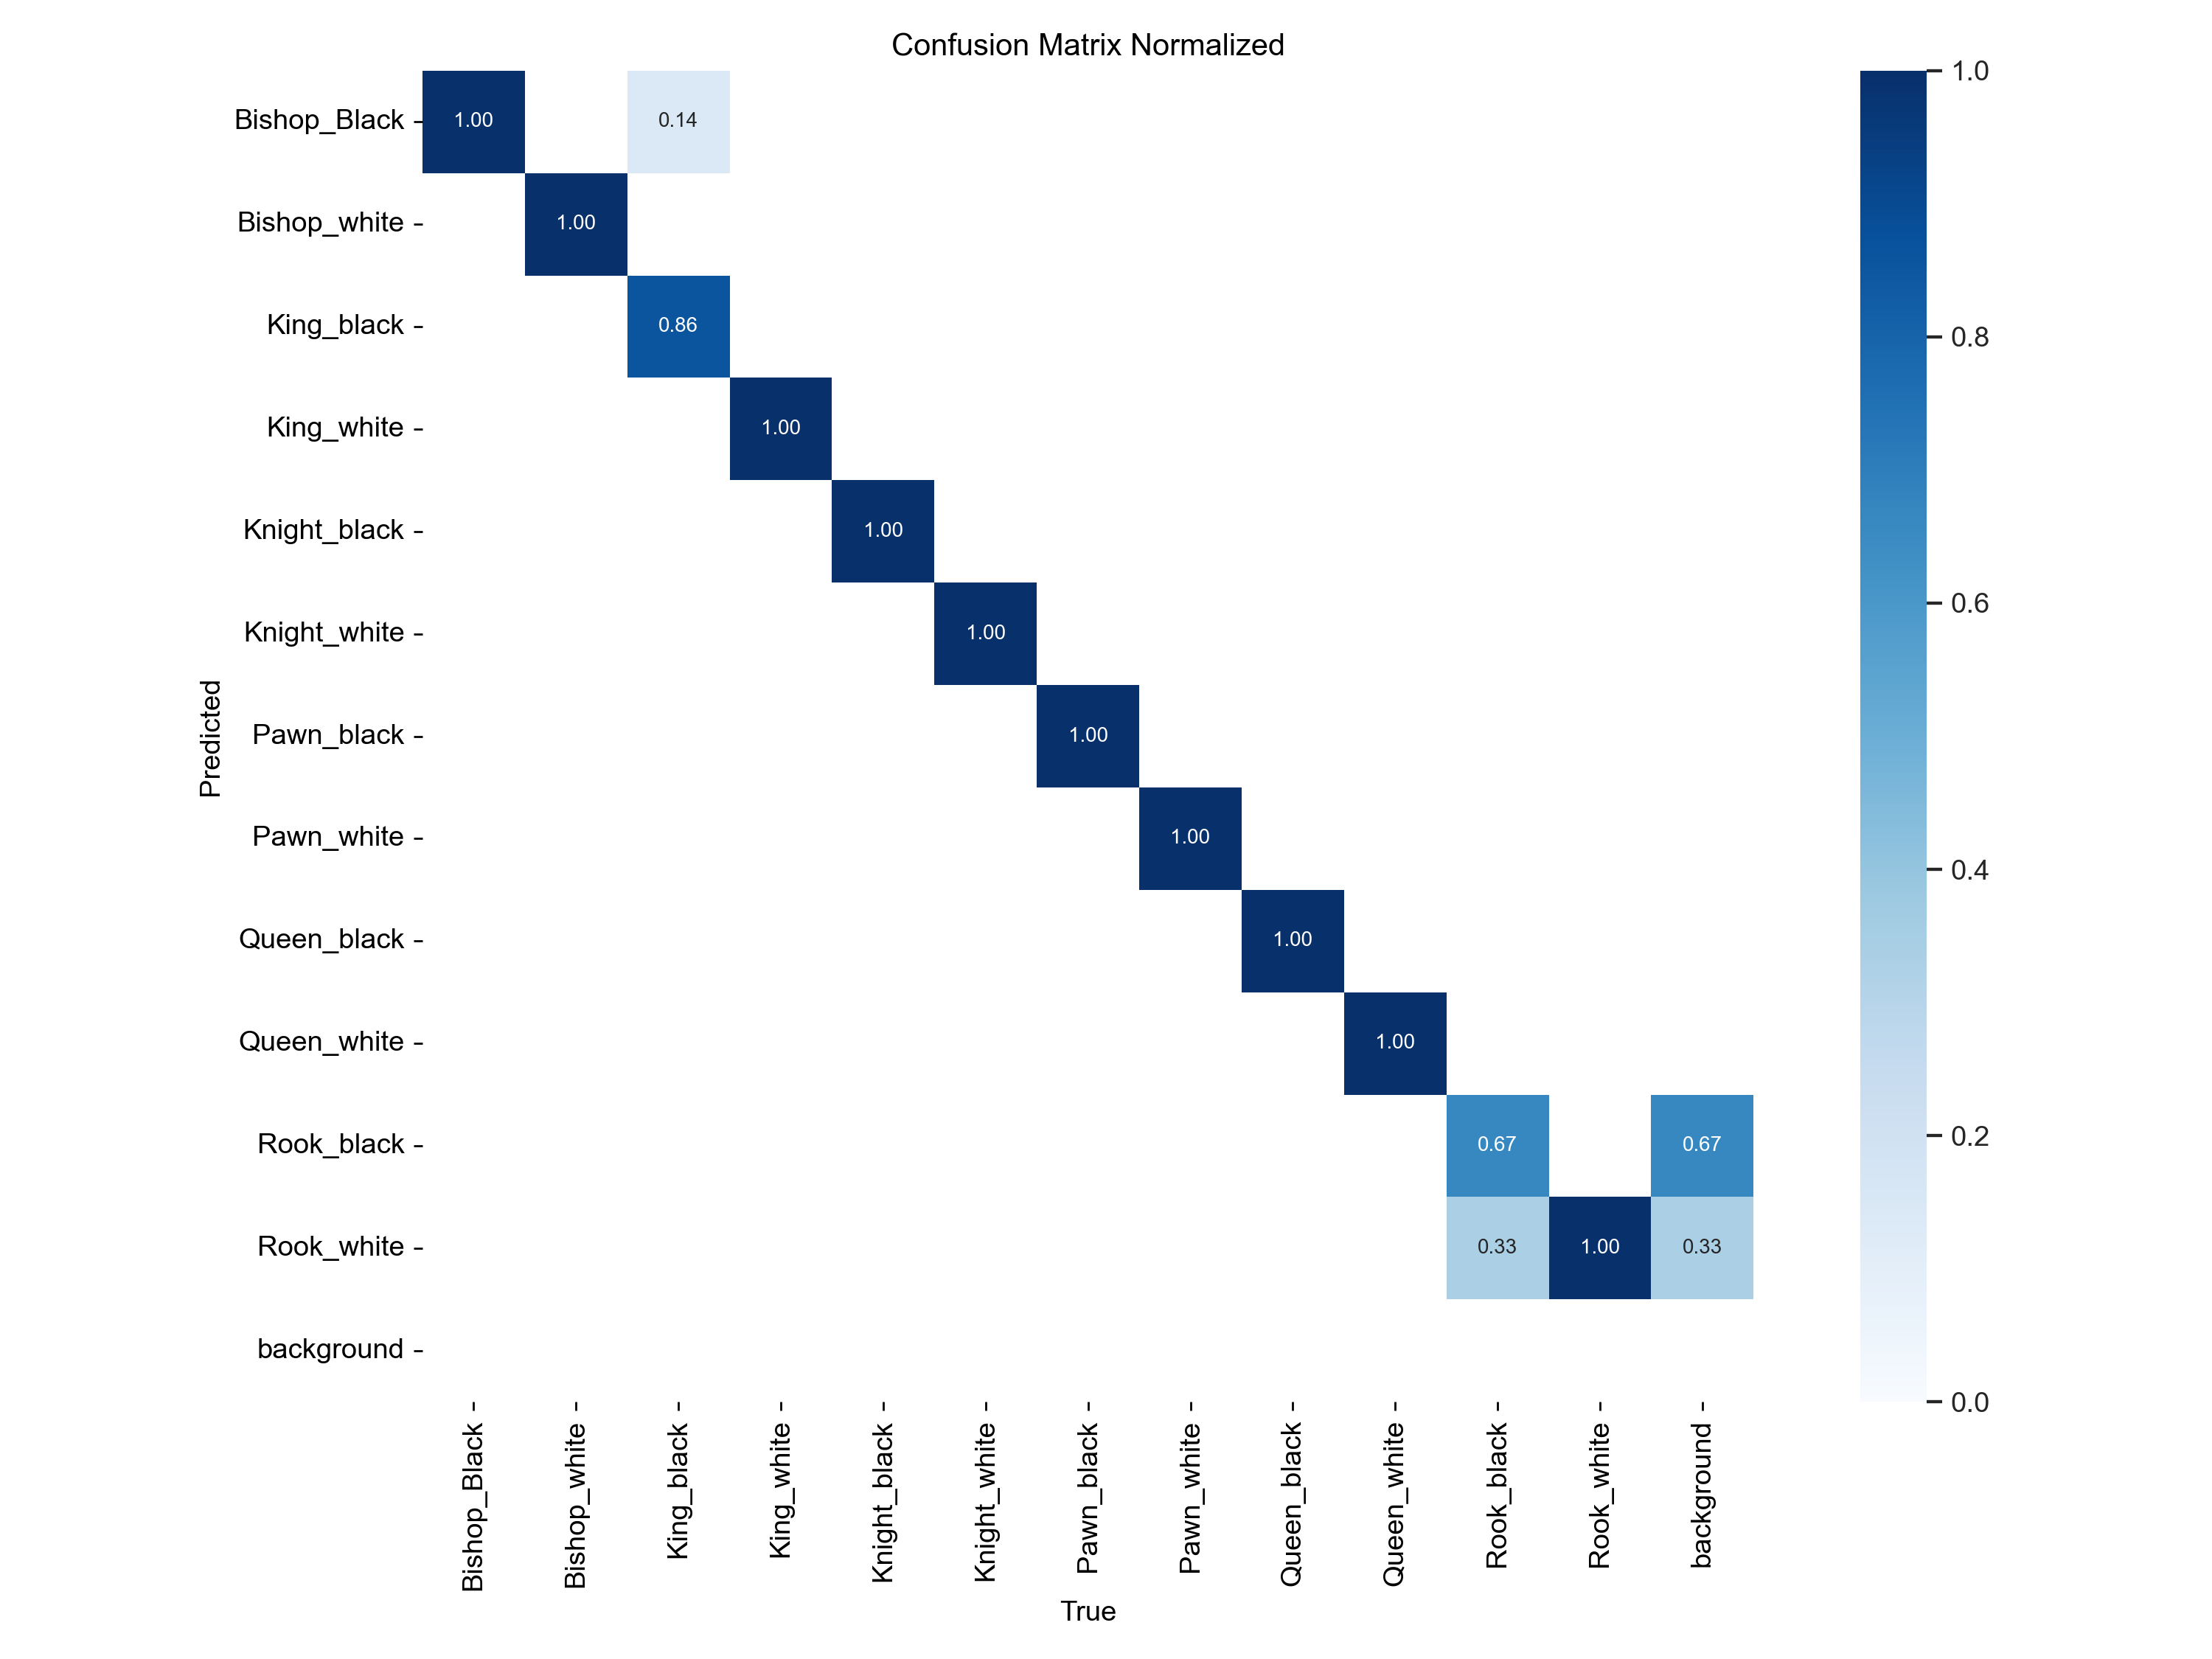 Confusion Matrix Normalized
Bishop_Black
1.00
0.14
1.0
Bishop_white
1.00
King_black
0.86
0.8
King_white
1.00
Knight_black
1.00
Knight_white
1.00
0.6
Predicted
Pawn_black
1.00
Pawn_white
1.00
0.4
Queen_black
1.00
Queen_white
1.00
Rook_black
0.67
0.67
0.2
Rook_white
0.33
1.00
0.33
background
0.0
Bishop_Black
Bishop_white
King_black
King_white
Knight_black
Knight_white
Pawn_black
Pawn_white
Queen_black
Queen_white
Rook_black
Rook_white
background
True